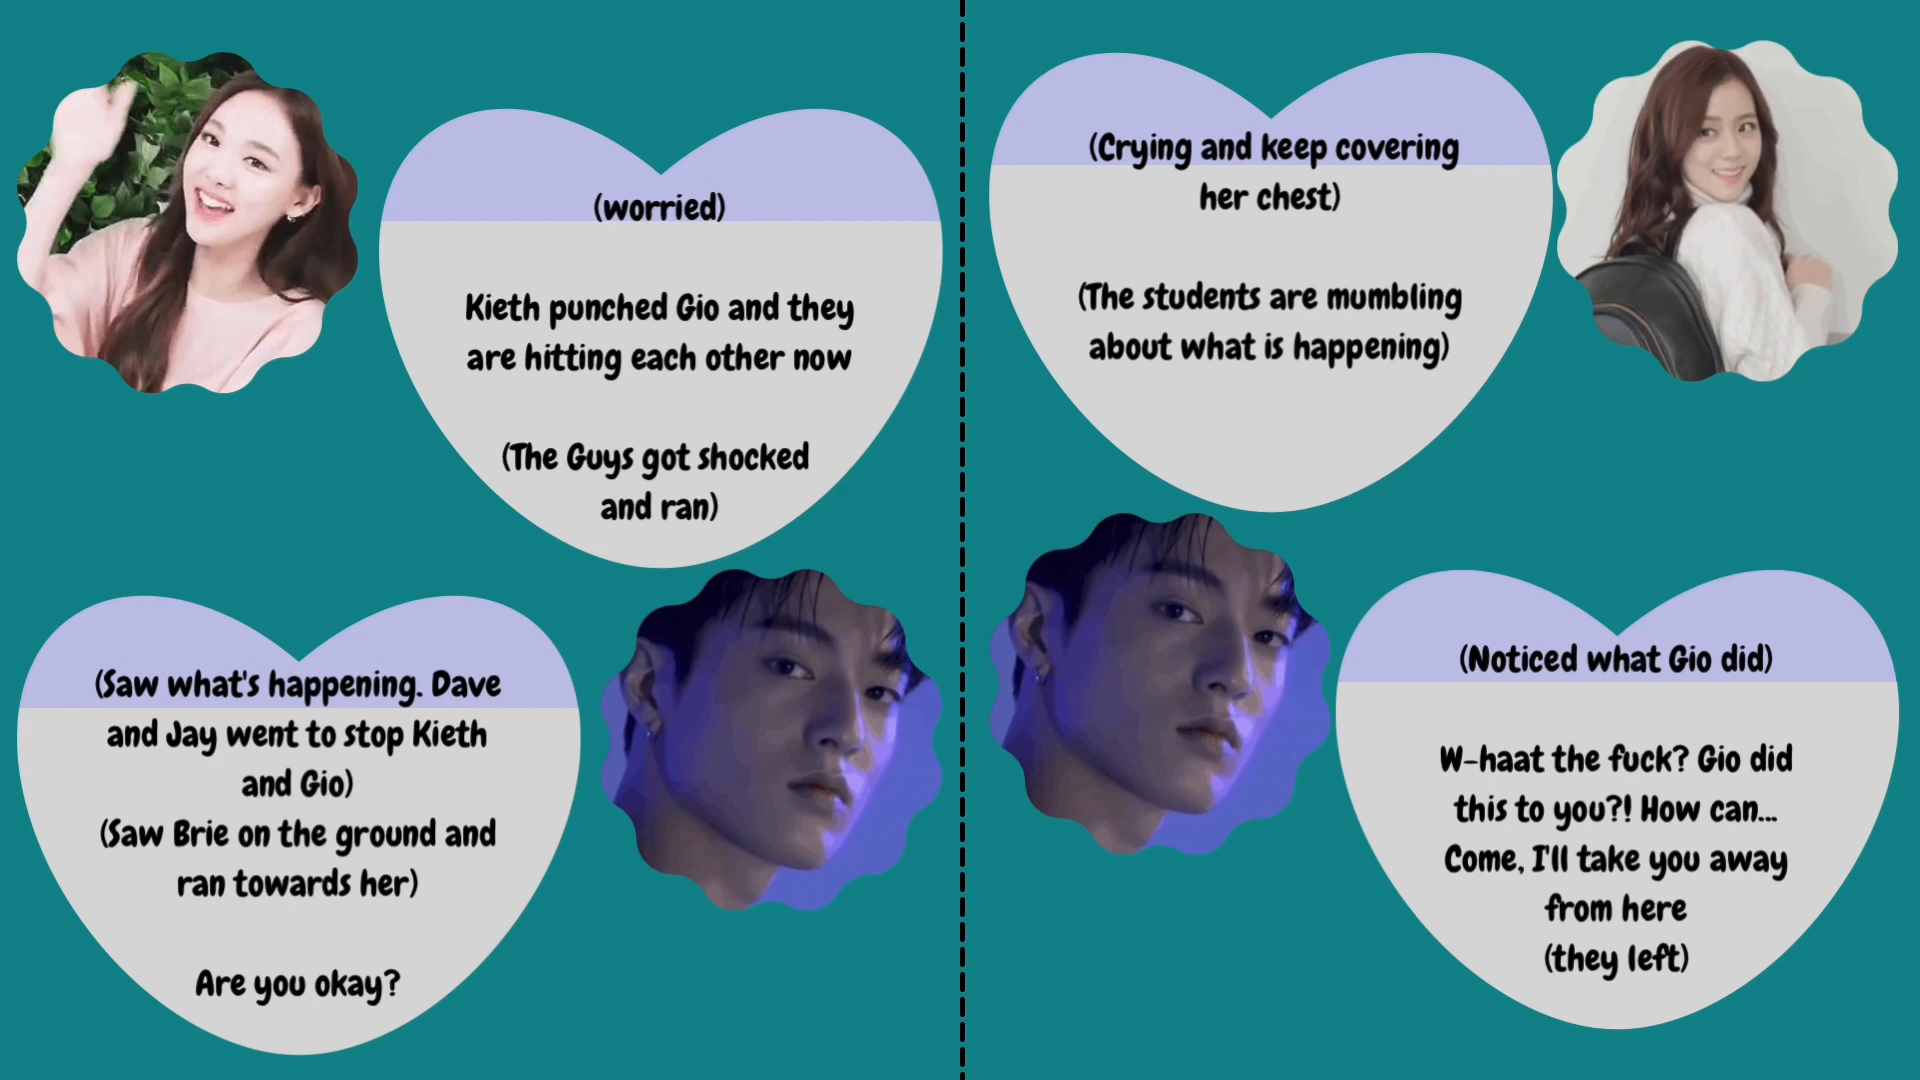 (worried)
Kieth punched Gio and they
are hitting each other now
(The Guys got shocked
and ran)
(Saw what's happening. Dave
and Jay went to stop Kieth
and Gio)
(Saw Brie on the ground and
ran towards her)
Are you okay?
(Crying and keep covering
her chest)
(The students are mumbling
about what is happening)
(Noticed what Gio did)
W-haat the fuck? Gio did
this to you?! How can...
Come, I'll take you away
from here
(they left)